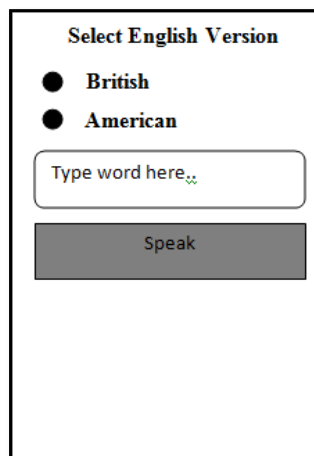 Select English Version
British
American
Type word here..
Speak